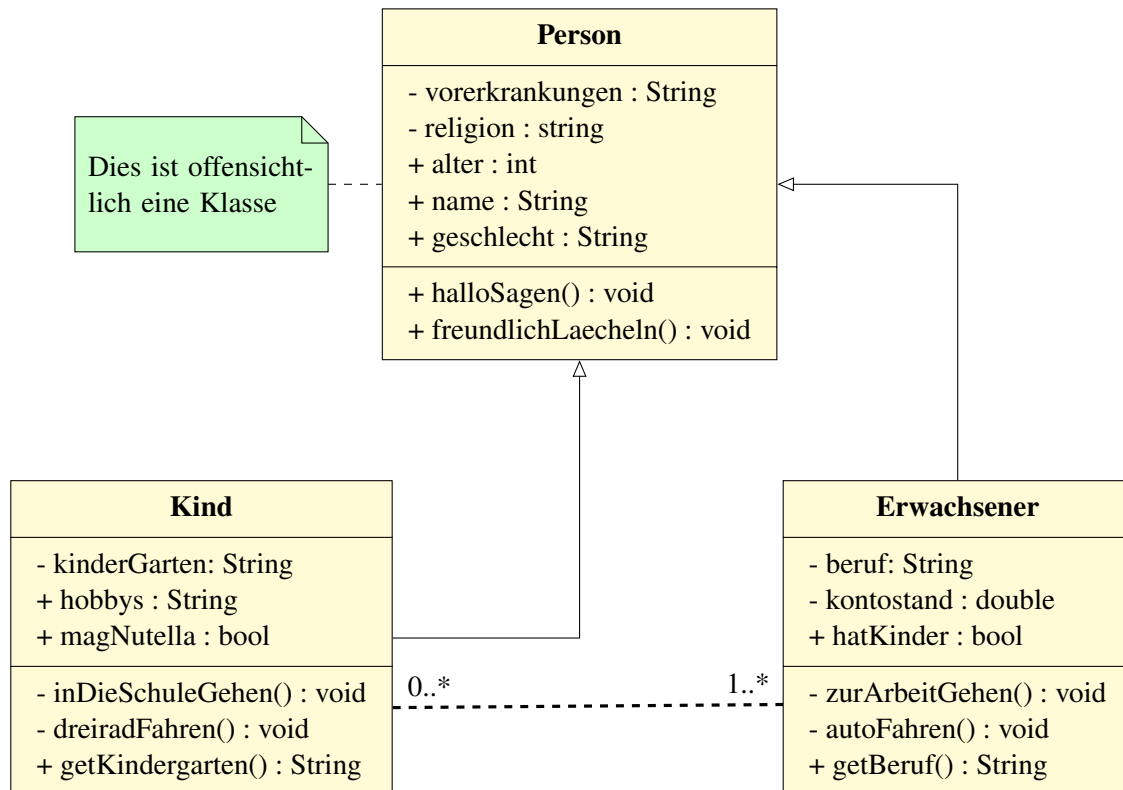 Person
- vorerkrankungen : String
- religion : string
+ alter : int
+ name : String
+ geschlecht : String
+ halloSagen() : void
+ freundlichLaecheln() : void
Dies ist offensicht-
lich eine Klasse
Kind
- kinderGarten: String
+ hobbys : String
+ magNutella : bool
- inDieSchuleGehen() : void
- dreiradFahren() : void
+ getKindergarten() : String
0..*
1..*
Erwachsener
- beruf: String
- kontostand : double
+ hatKinder : bool
- zurArbeitGehen() : void
- autoFahren() : void
+ getBeruf() : String